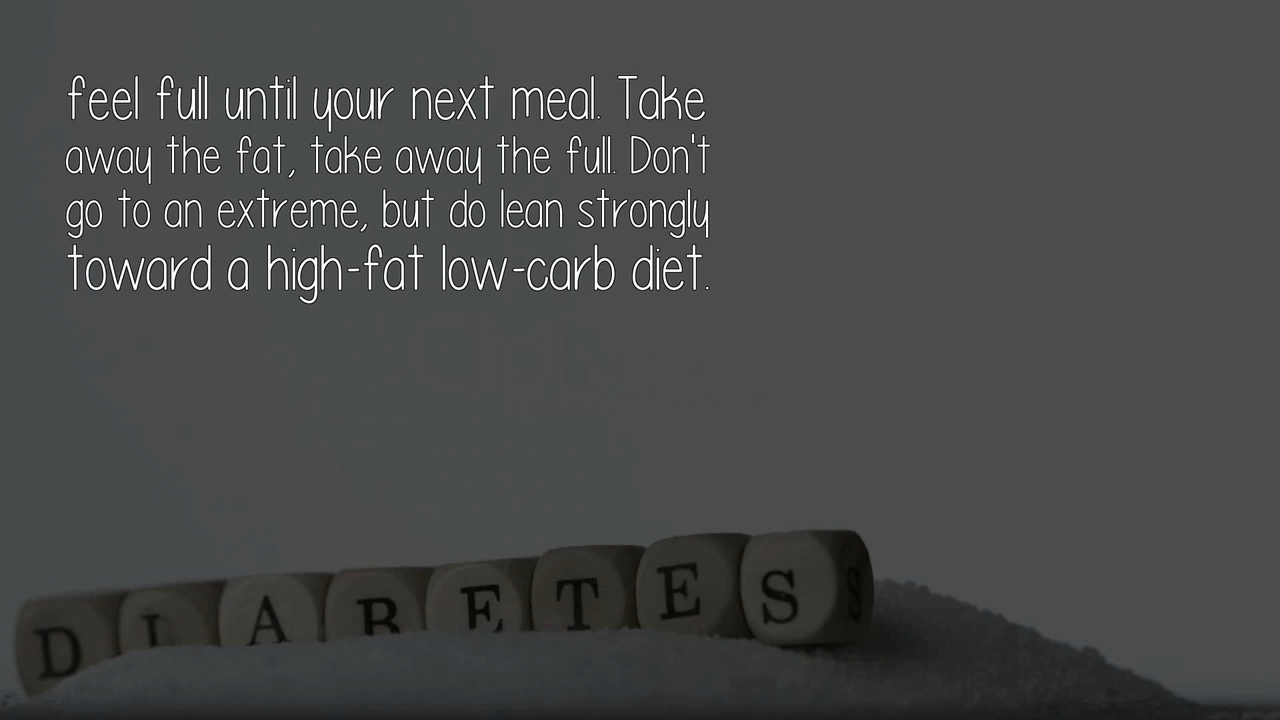 feel full until your next meal. Take
away the fat, take away the full. Don't
go to an extreme, but do lean strongly
toward a high-fat low-carb diet.
DIABETES S